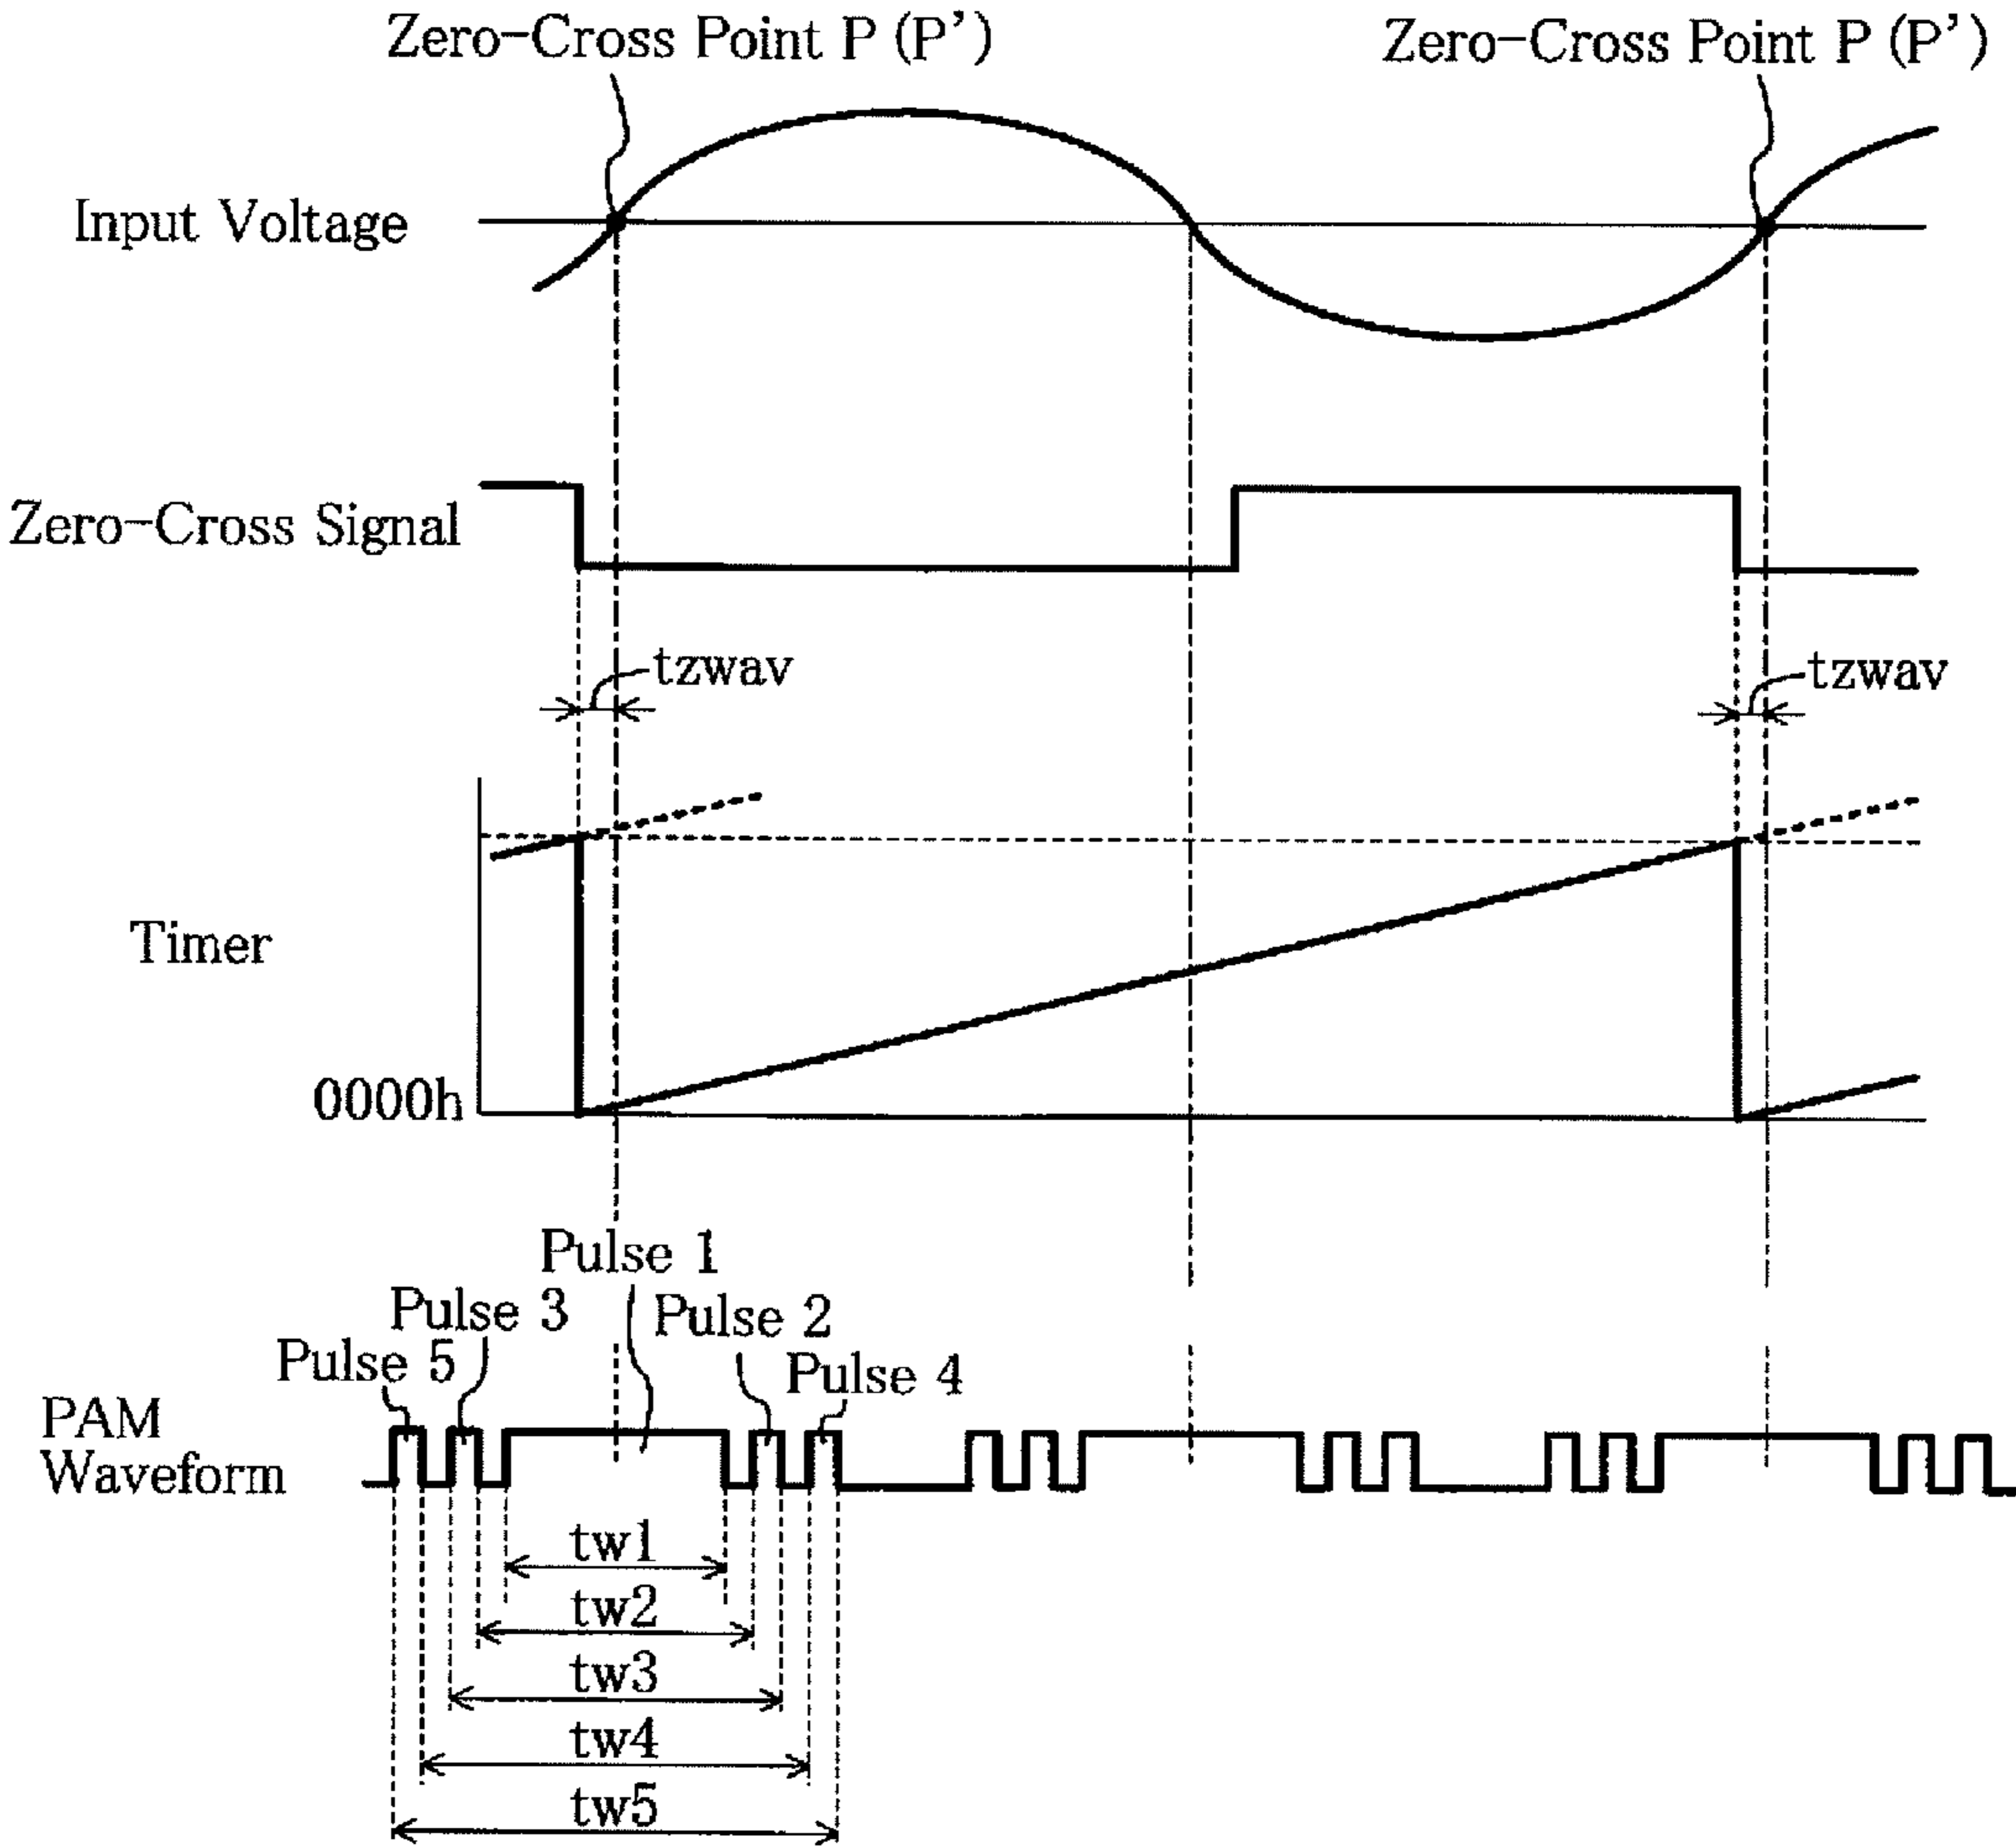 Zero-Cross Point P (P')
Zero-Cross Point P (P')
Input Voltage
Zero-Cross Signal
tzwav
tzwav
Timer
0000h
Pulse 1
Pulse 3
Pulse 2
Pulse 5
Pulse 4
PAM
Waveform
tw1
tw2
tw3
tw4
tw5